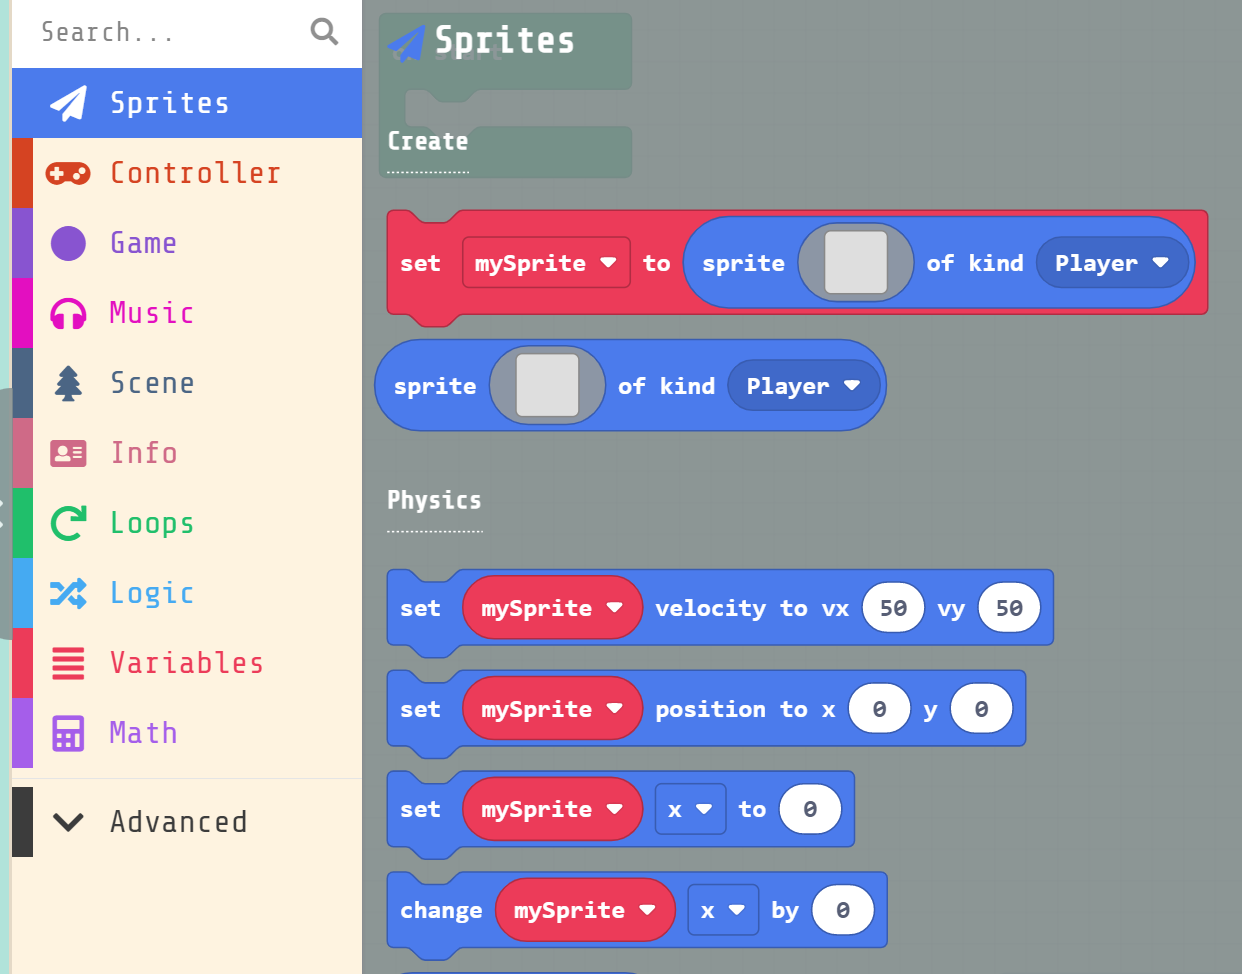 Search...
Sprites
Controller
Game
Music
Scene
Info
Loops
Logic
Variables
Math
Advanced
Sprites
start
Create
set mySprite to sprite of kind Player
sprite of kind Player
Physics
set mySprite velocity to vx 50 vy 50
set mySprite position to x 0 y 0
set mySprite x to 0
change mySprite x by 0